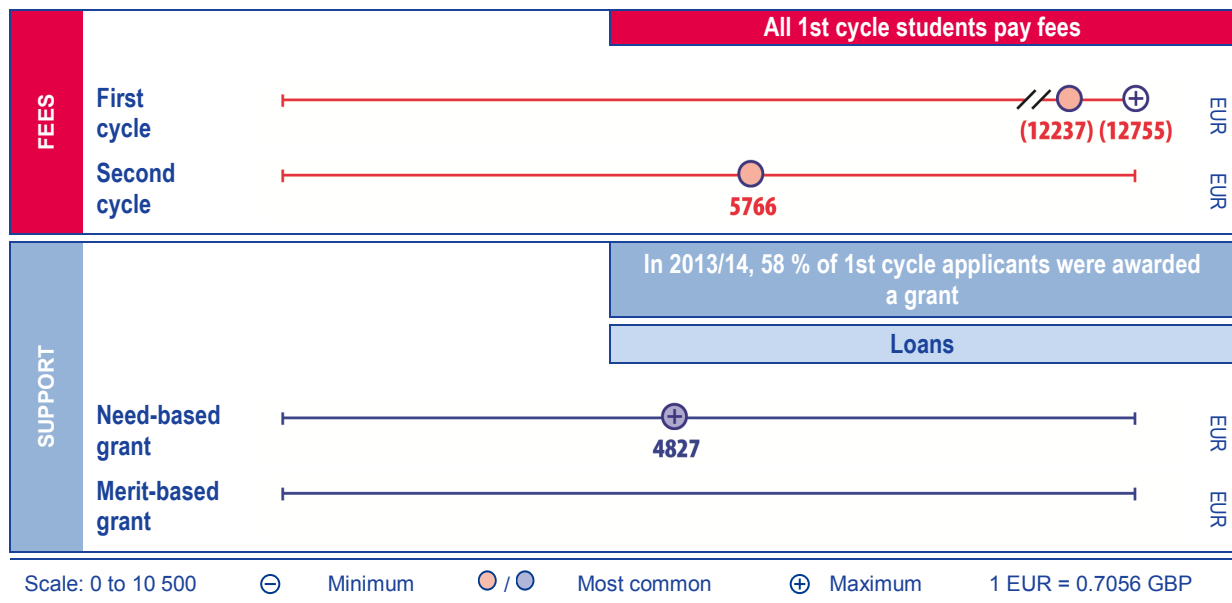 All 1st cycle students pay fees
FEES
First
cycle
(12237) (12755)
EUR
Second
cycle
5766
EUR
In 2013/14, 58 % of 1st cycle applicants were awarded
a grant
Loans
SUPPORT
Need-based
grant
4827
EUR
Merit-based
grant
EUR
Scale: 0 to 10 500 Minimum / Most common Maximum 1 EUR = 0.7056 GBP